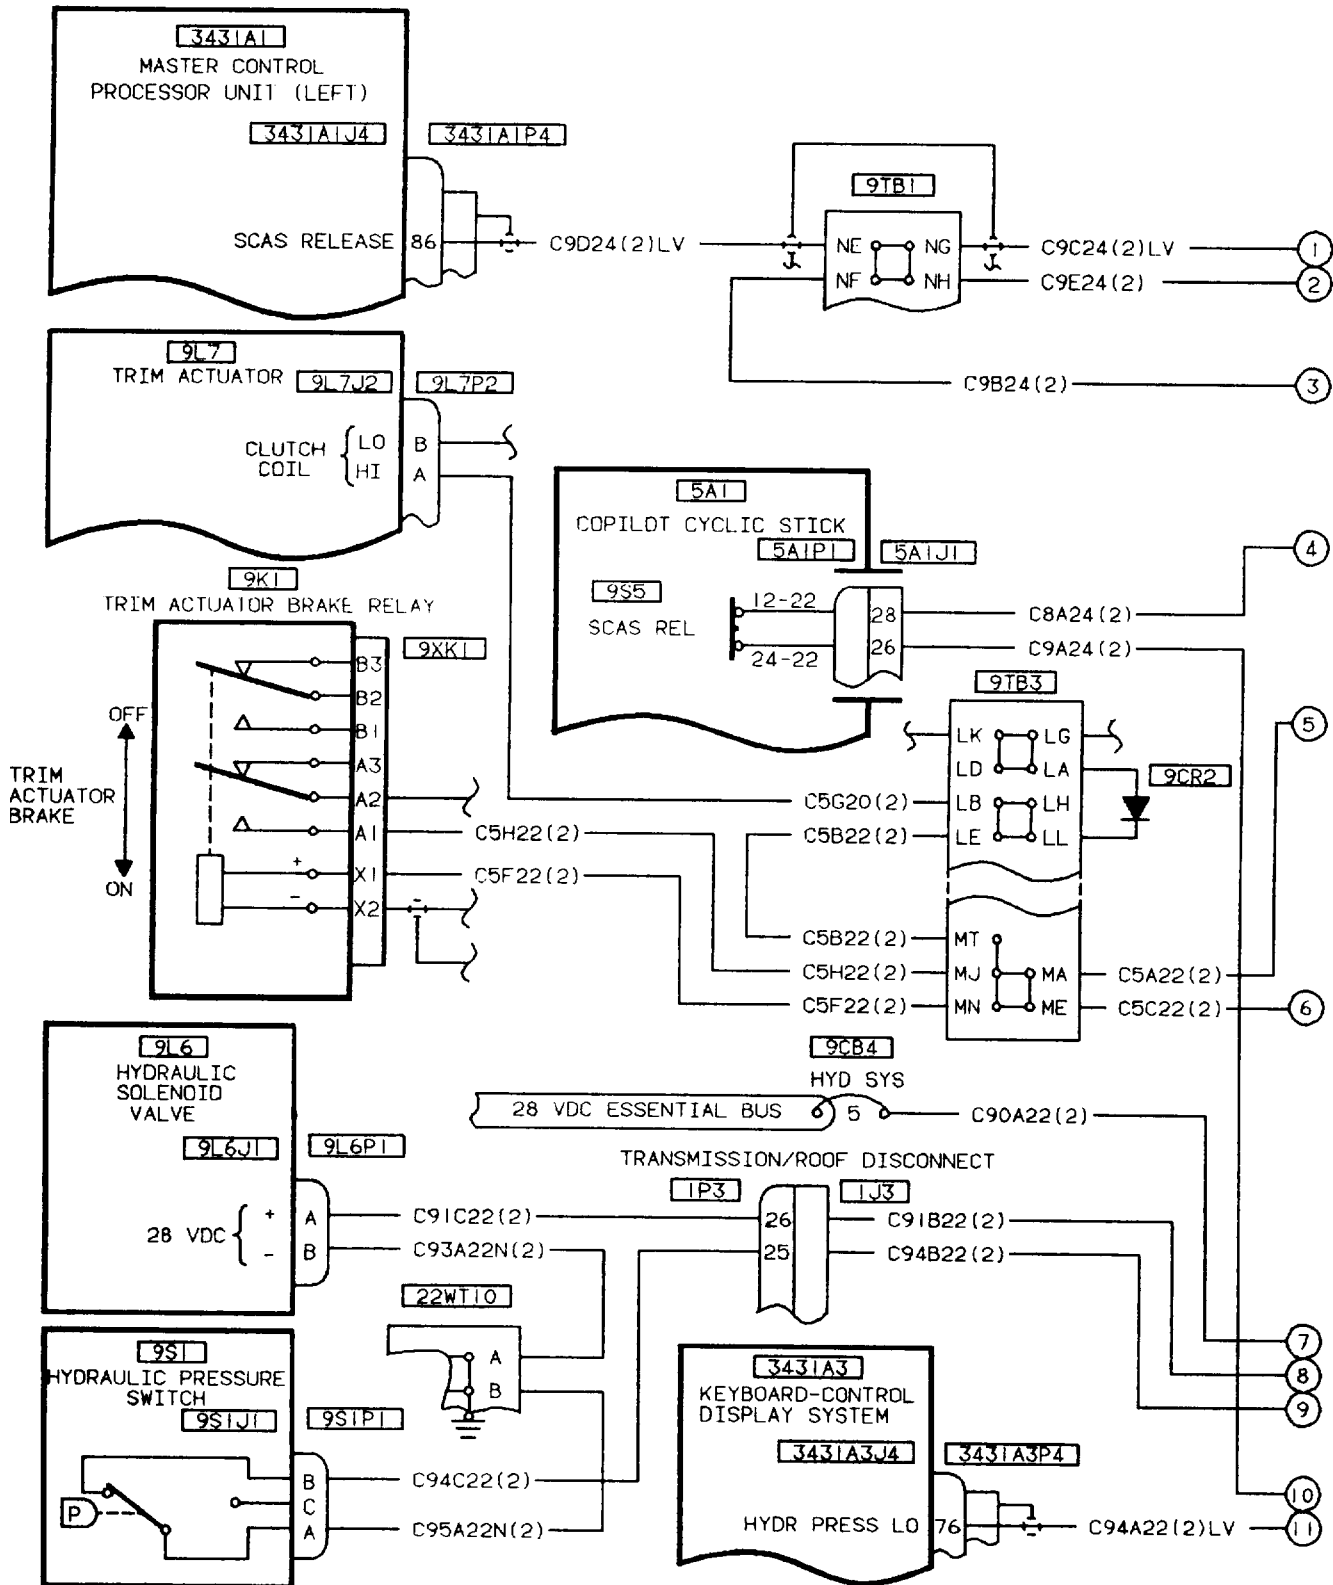 3431A1
MASTER CONTROL
PROCESSOR UNIT (LEFT)
3431A1J4 3431A1P4
SCAS RELEASE 86 C9D24(2)LV
9TB1
NE NG C9C24(2)LV 1
NF NH C9E24(2) 2
C9B24(2) 3
9L7
TRIM ACTUATOR
9L7J2 9L7P2
CLUTCH
COIL
LO B
HI A
5A1
COPILOT CYCLIC STICK
5A1P1 5A1J1
9S5
SCAS REL
12-22 28 C8A24(2) 4
24-22 26 C9A24(2)
9K1
TRIM ACTUATOR BRAKE RELAY
9XK1
TRIM
ACTUATOR
BRAKE
OFF
ON
B3
B2
B1
A3
A2
A1 C5H22(2)
+ X1 C5F22(2)
- X2
9TB3
LK LG 5
LD LA
9CR2
C5G20(2) LB LH
C5B22(2) LE LL
C5B22(2) MT
C5H22(2) MJ MA C5A22(2)
C5F22(2) MN ME C5C22(2) 6
9L6
HYDRAULIC
SOLENOID
VALVE
9L6J1 9L6P1
28 VDC
+ A C91C22(2)
- B C93A22N(2)
9CB4
HYD SYS
28 VDC ESSENTIAL BUS 5 C90A22(2)
TRANSMISSION/ROOF DISCONNECT
1P3 1J3
26 C91B22(2)
25 C94B22(2)
22WT10
A
B
7
8
9
9S1
HYDRAULIC PRESSURE
SWITCH
9S1J1 9S1P1
P
B C94C22(2)
C
A C95A22N(2)
3431A3
KEYBOARD-CONTROL
DISPLAY SYSTEM
3431A3J4 3431A3P4
10
HYDR PRESS LO 76 C94A22(2)LV 11